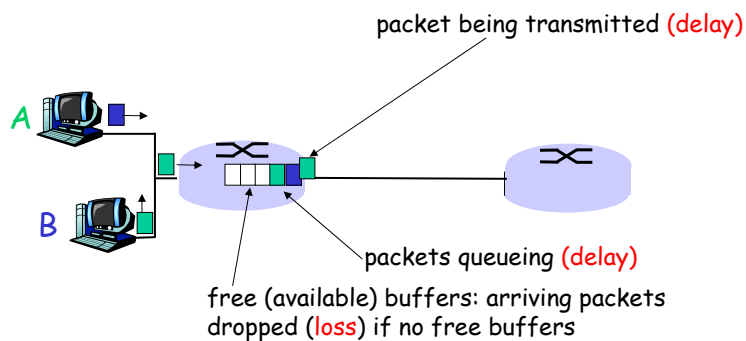 packet being transmitted (delay)
A
B
packets queueing (delay)
free (available) buffers: arriving packets
dropped (loss) if no free buffers